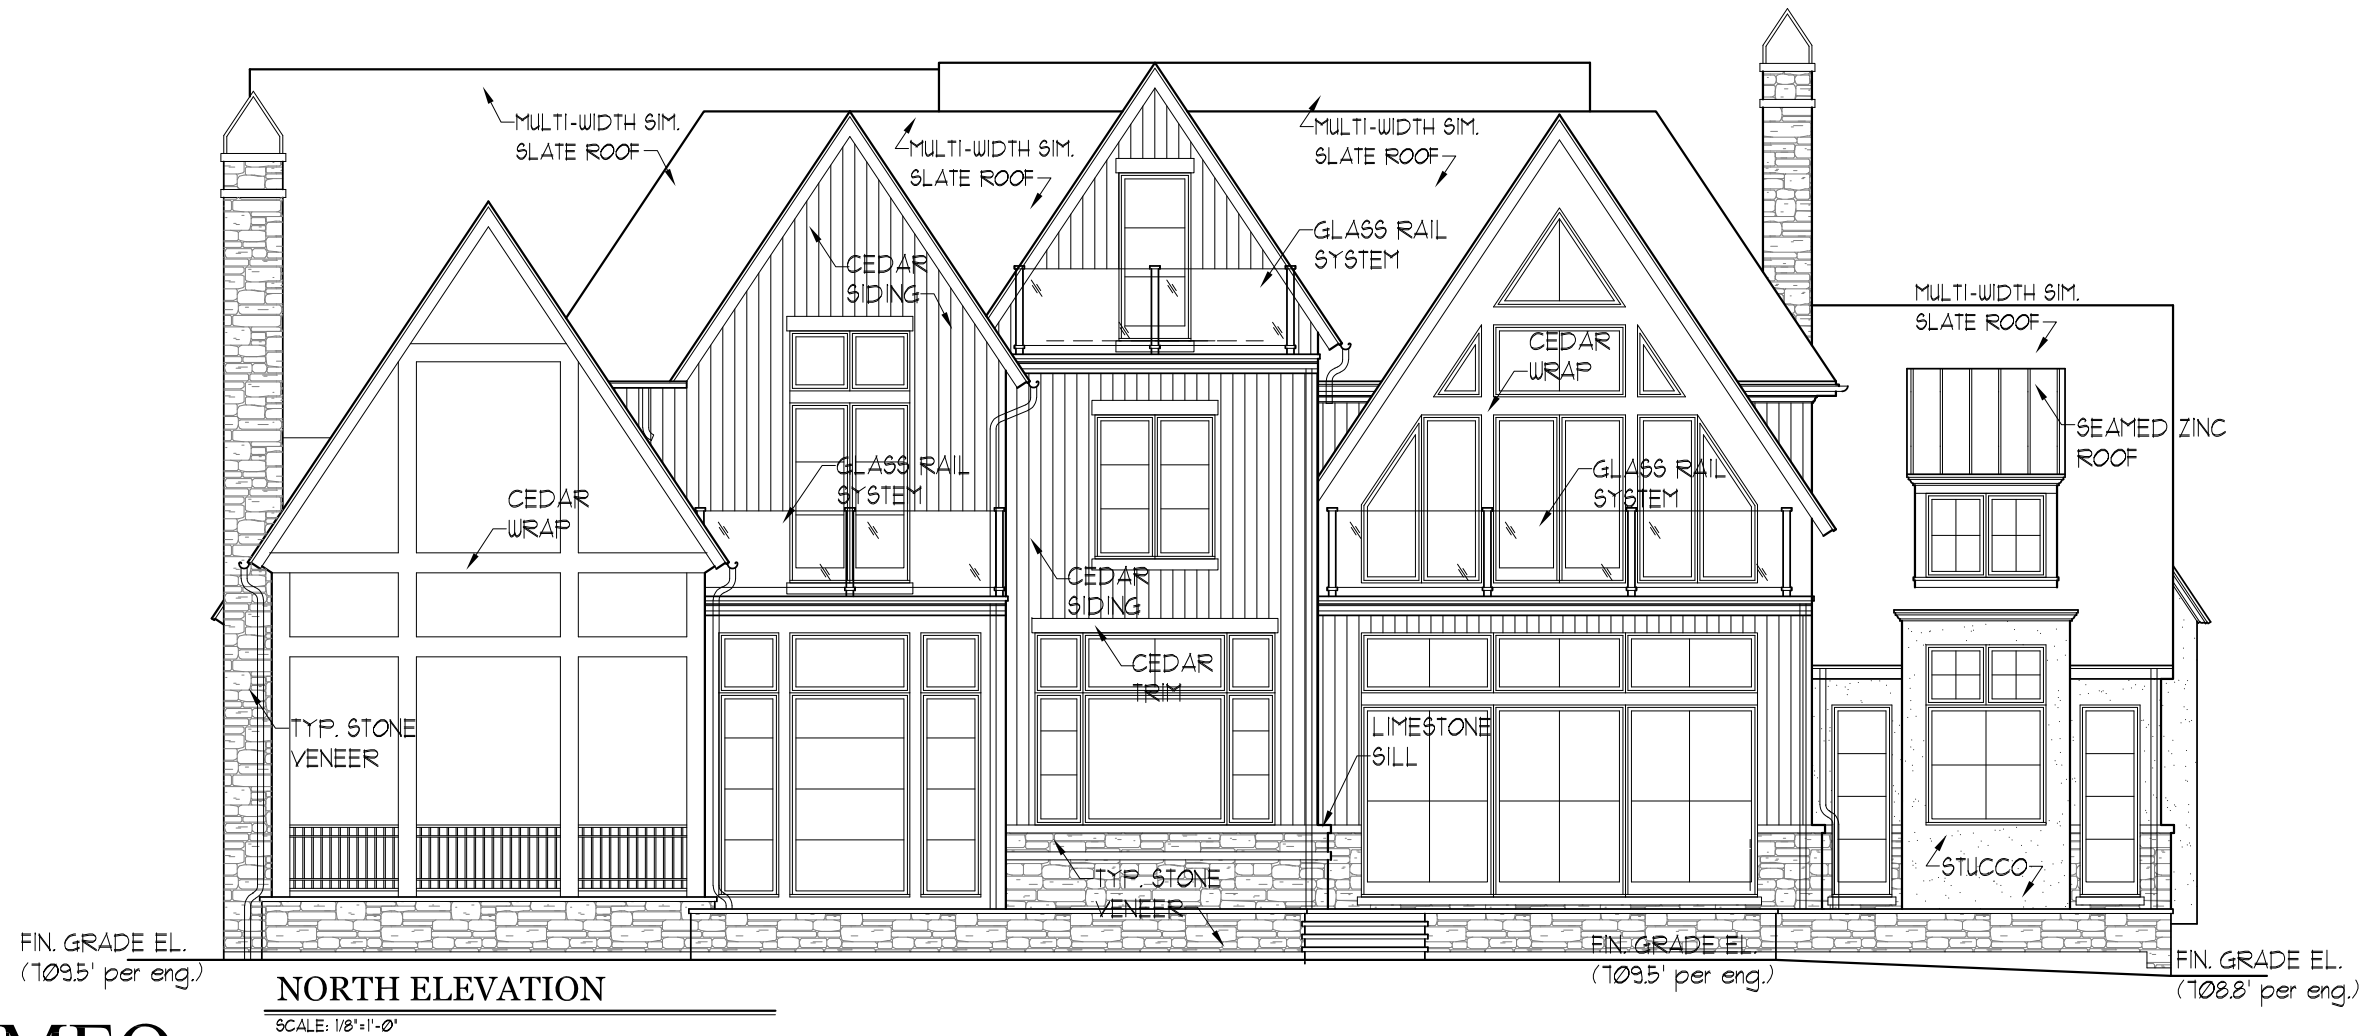 MULTI-WIDTH SIM.
SLATE ROOF
MULTI-WIDTH SIM.
SLATE ROOF
MULTI-WIDTH SIM.
SLATE ROOF
GLASS RAIL
SYSTEM
CEDAR
SIDING
MULTI-WIDTH SIM.
SLATE ROOF
CEDAR
WRAP
SEAMED ZINC
ROOF
GLASS RAIL
SYSTEM
GLASS RAIL
SYSTEM
CEDAR
WRAP
CEDAR
SIDING
CEDAR
TRIM
TYP. STONE
VENEER
LIMESTONE
SILL
STUCCO
TYP. STONE
VENEER
FIN. GRADE EL.
(709.5' per eng.)
FIN. GRADE EL.
(709.5' per eng.)
FIN. GRADE EL.
(708.8' per eng.)
NORTH ELEVATION
SCALE: 1/8"=1'-0"